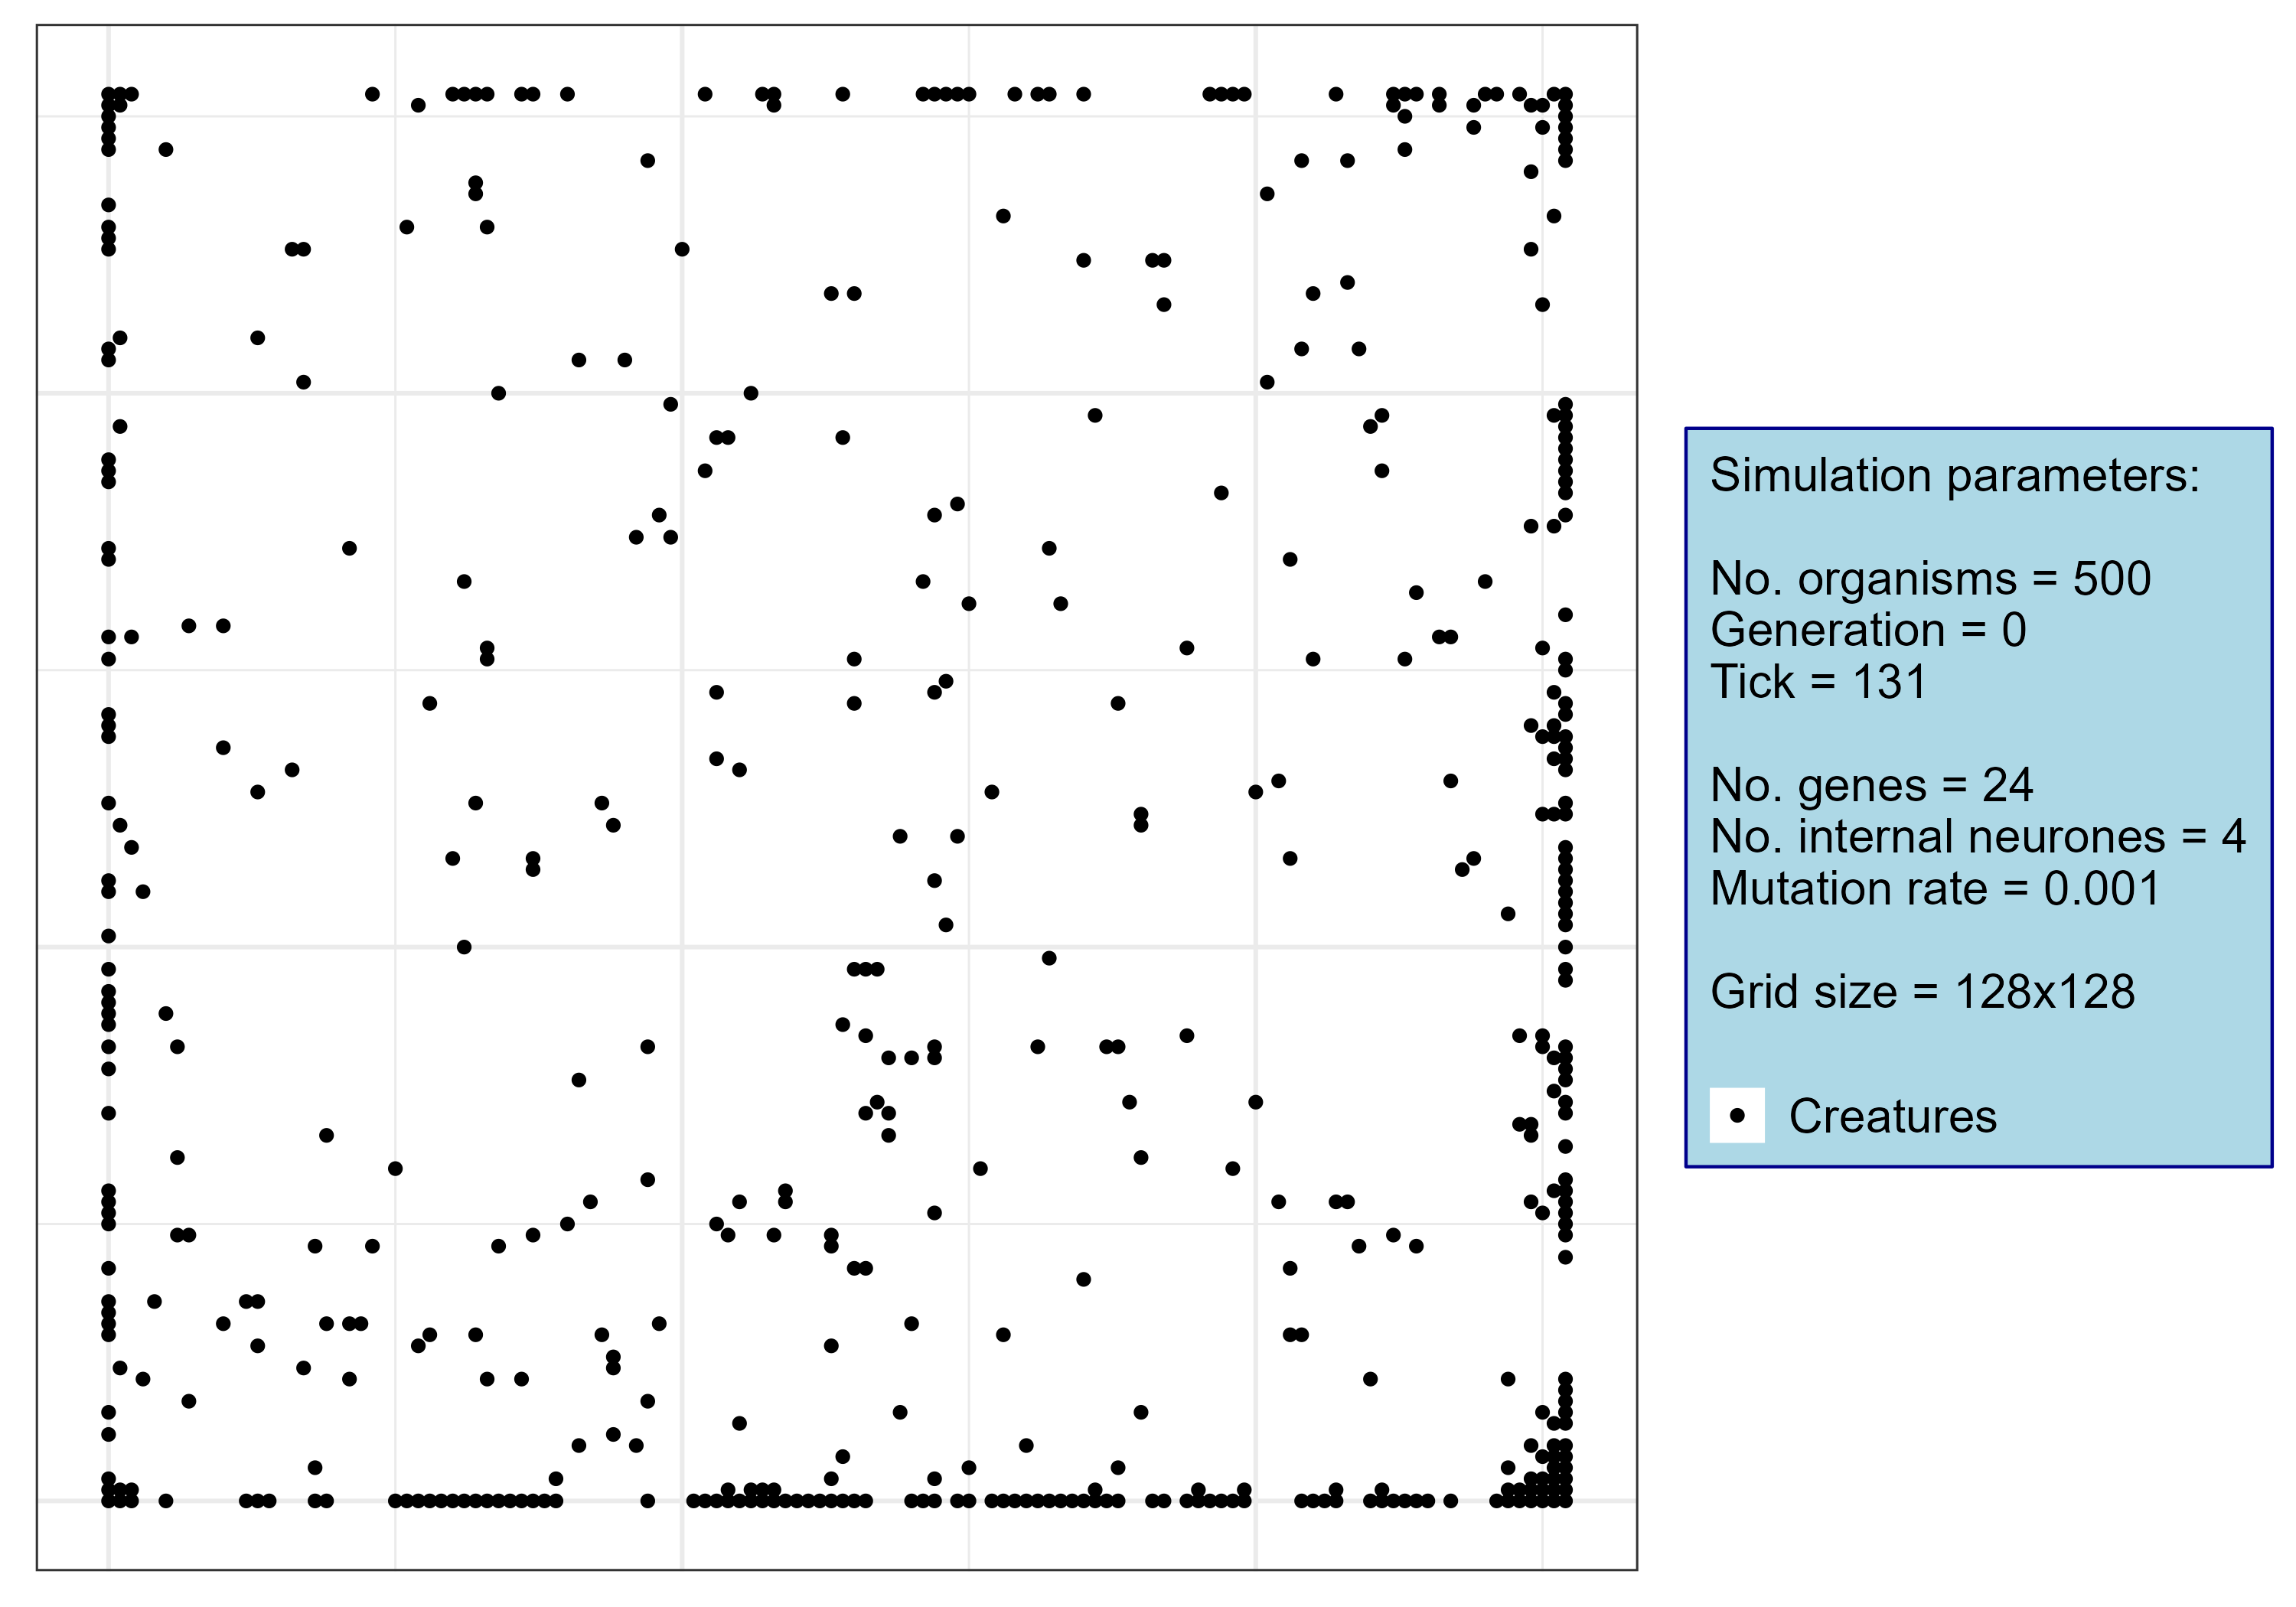 Simulation parameters:
No. organisms = 500
Generation = 0
Tick = 131
No. genes = 24
No. internal neurones = 4
Mutation rate = 0.001
Grid size = 128x128
Creatures